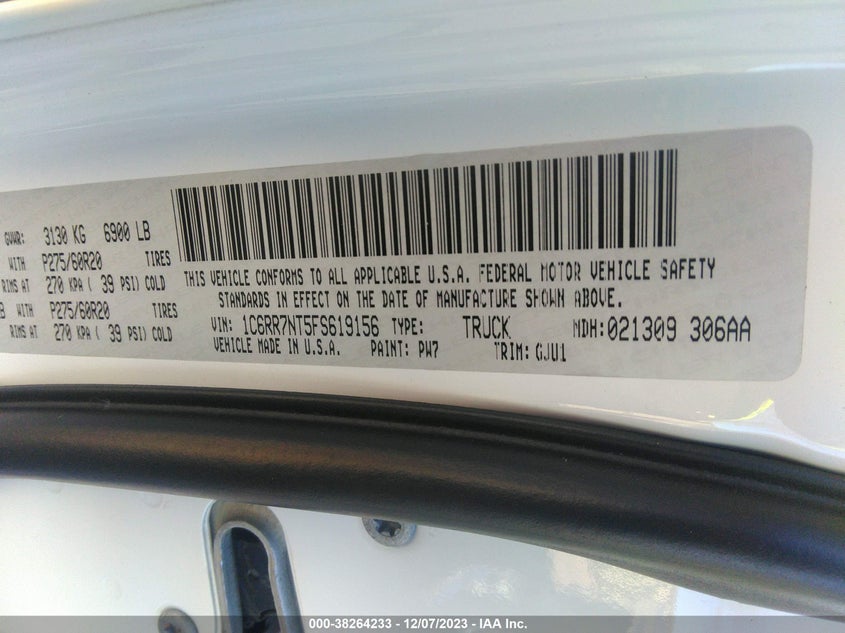 GVWR: 3130 KG 6900 LB
WITH P275/60R20 TIRES
RIMS AT 270 KPA ( 39 PSI) COLD
WITH P275/60R20 TIRES
RIMS AT 270 KPA ( 39 PSI) COLD
THIS VEHICLE CONFORMS TO ALL APPLICABLE U.S.A. FEDERAL MOTOR VEHICLE SAFETY
STANDARDS IN EFFECT ON THE DATE OF MANUFACTURE SHOWN ABOVE.
VIN: 1C6RR7NT5FS619156 TYPE: TRUCK MDH: 021309 306AA
VEHICLE MADE IN U.S.A. PAINT: PW7 TRIM: GJU1
000-38264233 - 12/07/2023 - IAA Inc.